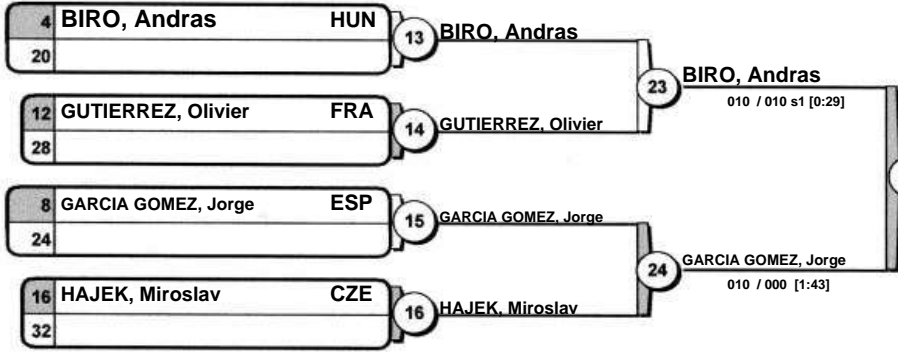 4 BIRO, Andras HUN
20
13 BIRO, Andras
12 GUTIERREZ, Olivier FRA
28
14 GUTIERREZ, Olivier
23 BIRO, Andras
010 / 010 s1 [0:29]
8 GARCIA GOMEZ, Jorge ESP
24
15 GARCIA GOMEZ, Jorge
16 HAJEK, Miroslav CZE
32
16 HAJEK, Miroslav
24 GARCIA GOMEZ, Jorge
010 / 000 [1:43]